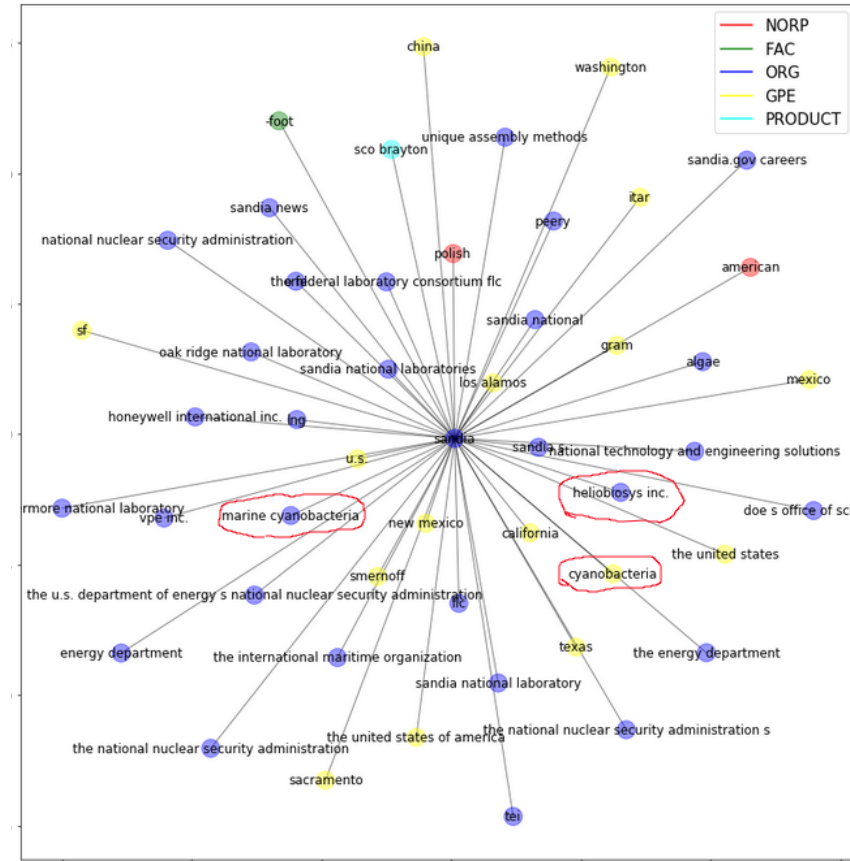 NORP
FAC
ORG
GPE
PRODUCT
china
washington
-foot
unique assembly methods
sco brayton
sandia.gov careers
itar
sandia news
peery
national nuclear security administration
polish
american
federal laboratory consortium flc
sandia national
sf
gram
oak ridge national laboratory
algae
sandia national laboratories
los alamos
mexico
honeywell international inc.
lng
sandia
sandia s
national technology and engineering solutions
u.s.
heliobiosys inc.
rmore national laboratory
vpe inc.
marine cyanobacteria
new mexico
doe s office of sc
california
the united states
smernoff
cyanobacteria
the u.s. department of energy s national nuclear security administration
llc
energy department
the international maritime organization
texas
the energy department
sandia national laboratory
the united states of america
the national nuclear security administration s
the national nuclear security administration
sacramento
tei